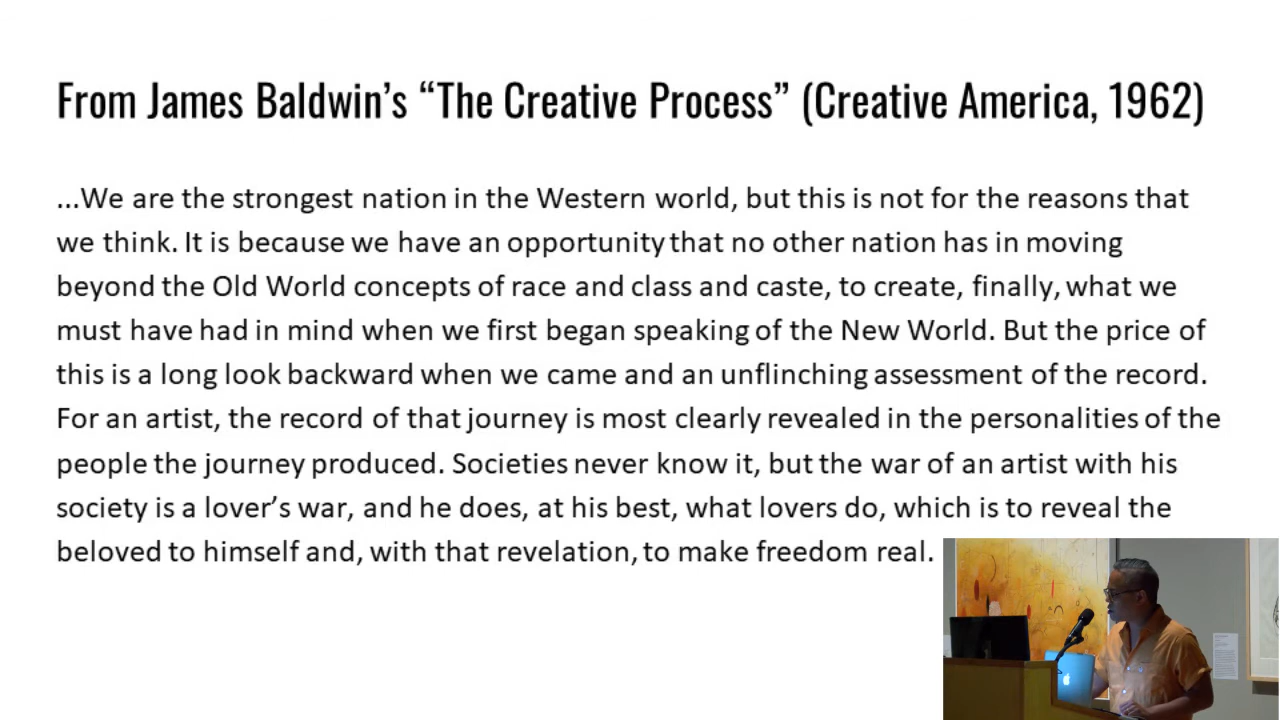 From James Baldwin's “The Creative Process” (Creative America, 1962)
...We are the strongest nation in the Western world, but this is not for the reasons that
we think. It is because we have an opportunity that no other nation has in moving
beyond the Old World concepts of race and class and caste, to create, finally, what we
must have had in mind when we first began speaking of the New World. But the price of
this is a long look backward when we came and an unflinching assessment of the record.
For an artist, the record of that journey is most clearly revealed in the personalities of the
people the journey produced. Societies never know it, but the war of an artist with his
society is a lover's war, and he does, at his best, what lovers do, which is to reveal the
beloved to himself and, with that revelation, to make freedom real.